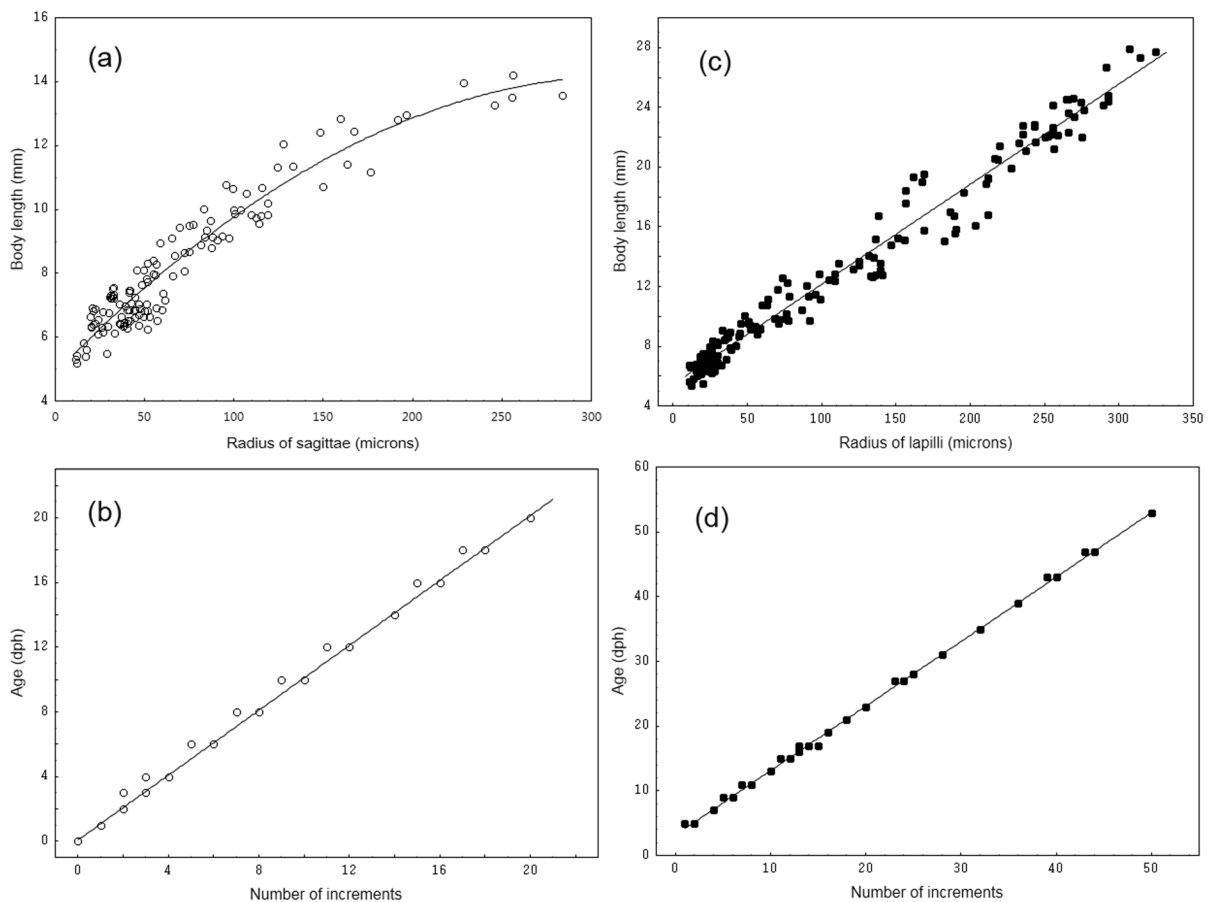 (a)
16
14
12
10
8
6
4
Body length (mm)
0 50 100 150 200 250 300
Radius of sagittae (microns)
(c)
28
24
20
16
12
8
4
Body length (mm)
0 50 100 150 200 250 300 350
Radius of lapilli (microns)
(b)
20
16
12
8
4
0
Age (dph)
0 4 8 12 16 20
Number of increments
(d)
60
50
40
30
20
10
0
Age (dph)
0 10 20 30 40 50
Number of increments